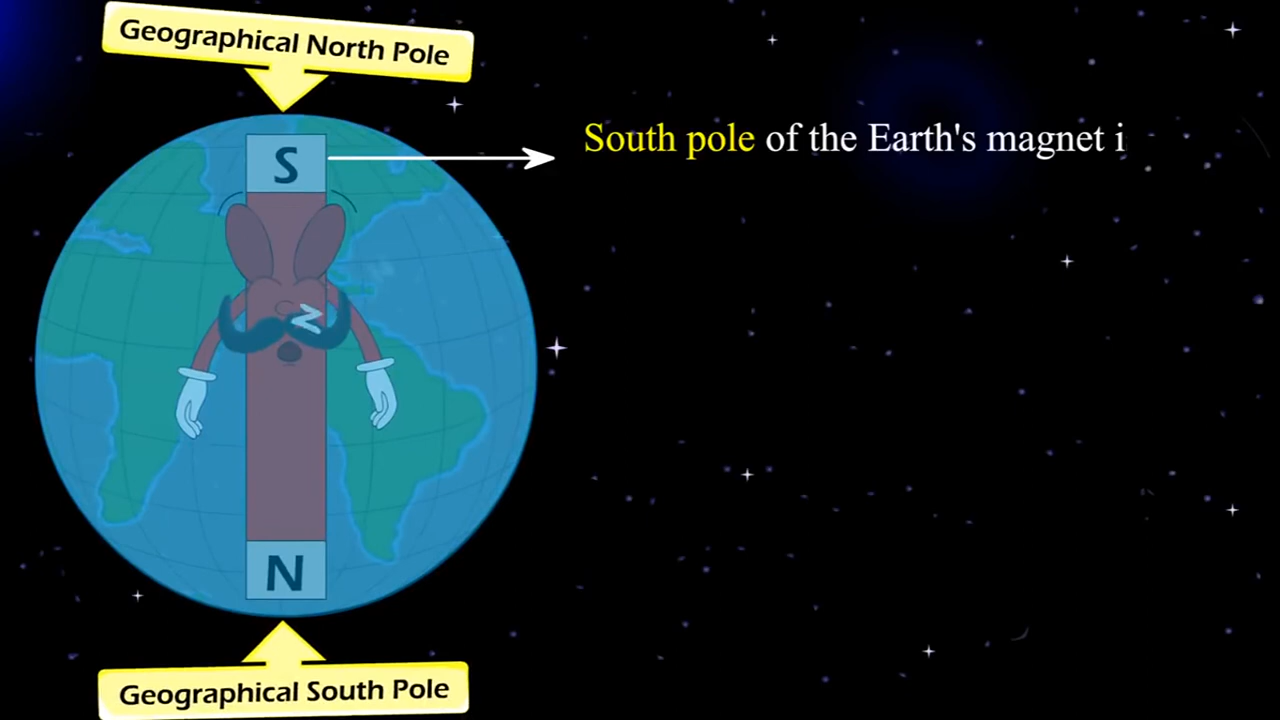 Geographical North Pole
S
South pole of the Earth's magnet i
Z
N
Geographical South Pole